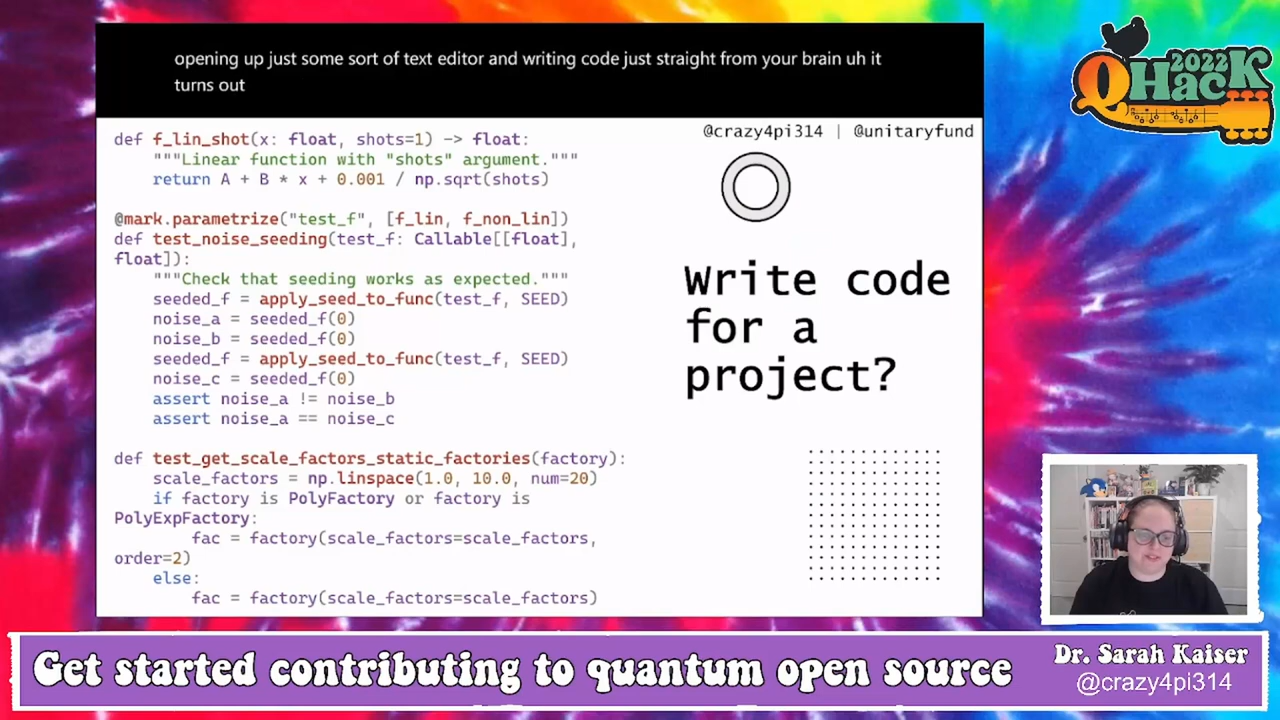 opening up just some sort of text editor and writing code just straight from your brain uh it
turns out
def f_lin_shot(x: float, shots=1) -> float:
"""Linear function with "shots" argument."""
return A + B * x + 0.001 / np.sqrt(shots)
@mark.parametrize("test_f", [f_lin, f_non_lin])
def test_noise_seeding(test_f: Callable[[float],
float]):
"""Check that seeding works as expected."""
seeded_f = apply_seed_to_func(test_f, SEED)
noise_a = seeded_f(0)
noise_b = seeded_f(0)
seeded_f = apply_seed_to_func(test_f, SEED)
noise_c = seeded_f(0)
assert noise_a != noise_b
assert noise_a == noise_c
def test_get_scale_factors_static_factories(factory):
scale_factors = np.linspace(1.0, 10.0, num=20)
if factory is PolyFactory or factory is
PolyExpFactory:
fac = factory(scale_factors=scale_factors,
order=2)
else:
fac = factory(scale_factors=scale_factors)
@crazy4pi314 | @unitaryfund
Write code
for a
project?
2022
QHacK
Get started contributing to quantum open source
Dr. Sarah Kaiser
@crazy4pi314